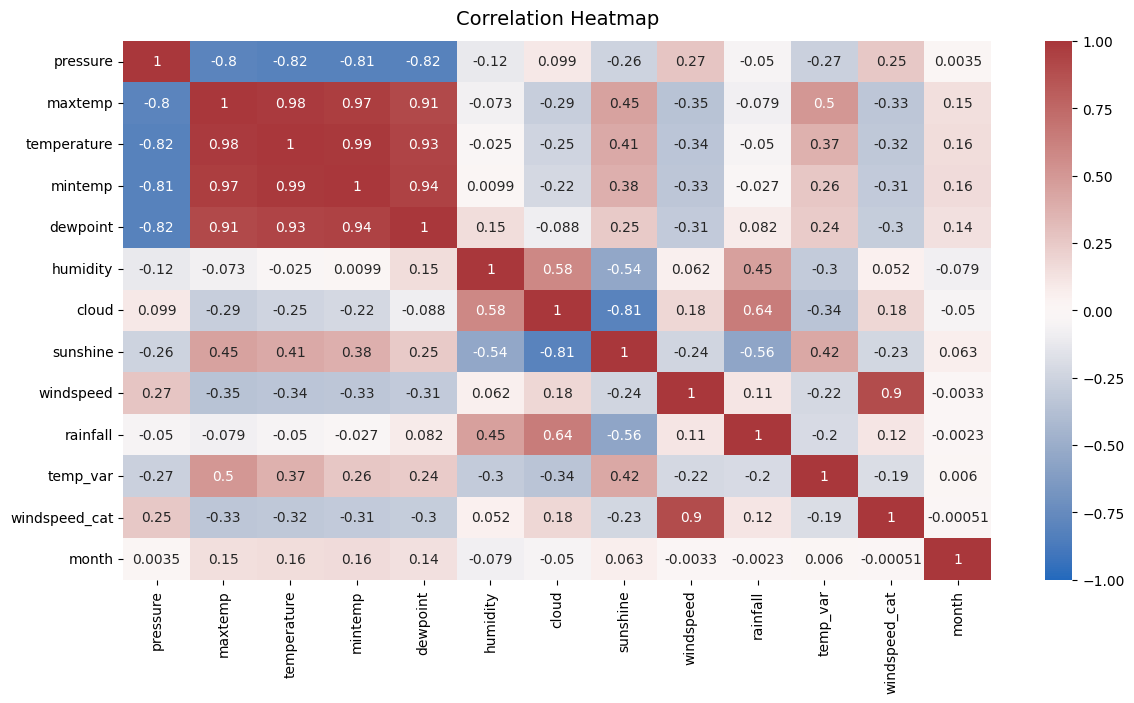 Correlation Heatmap
pressure 1 -0.8 -0.82 -0.81 -0.82 -0.12 0.099 -0.26 0.27 -0.05 -0.27 0.25 0.0035
maxtemp -0.8 1 0.98 0.97 0.91 -0.073 -0.29 0.45 -0.35 -0.079 0.5 -0.33 0.15
temperature -0.82 0.98 1 0.99 0.93 -0.025 -0.25 0.41 -0.34 -0.05 0.37 -0.32 0.16
mintemp -0.81 0.97 0.99 1 0.94 0.0099 -0.22 0.38 -0.33 -0.027 0.26 -0.31 0.16
dewpoint -0.82 0.91 0.93 0.94 1 0.15 -0.088 0.25 -0.31 0.082 0.24 -0.3 0.14
humidity -0.12 -0.073 -0.025 0.0099 0.15 1 0.58 -0.54 0.062 0.45 -0.3 0.052 -0.079
cloud 0.099 -0.29 -0.25 -0.22 -0.088 0.58 1 -0.81 0.18 0.64 -0.34 0.18 -0.05
sunshine -0.26 0.45 0.41 0.38 0.25 -0.54 -0.81 1 -0.24 -0.56 0.42 -0.23 0.063
windspeed 0.27 -0.35 -0.34 -0.33 -0.31 0.062 0.18 -0.24 1 0.11 -0.22 0.9 -0.0033
rainfall -0.05 -0.079 -0.05 -0.027 0.082 0.45 0.64 -0.56 0.11 1 -0.2 0.12 -0.0023
temp_var -0.27 0.5 0.37 0.26 0.24 -0.3 -0.34 0.42 -0.22 -0.2 1 -0.19 0.006
windspeed_cat 0.25 -0.33 -0.32 -0.31 -0.3 0.052 0.18 -0.23 0.9 0.12 -0.19 1 -0.00051
month 0.0035 0.15 0.16 0.16 0.14 -0.079 -0.05 0.063 -0.0033 -0.0023 0.006 -0.00051 1
pressure
maxtemp
temperature
mintemp
dewpoint
humidity
cloud
sunshine
windspeed
rainfall
temp_var
windspeed_cat
month
1.00
0.75
0.50
0.25
0.00
−0.25
−0.50
−0.75
−1.00